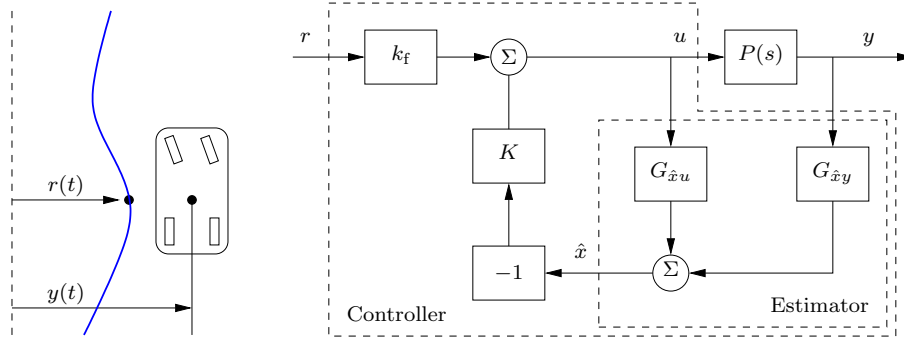 r(t)
y(t)
r
k_f
Σ
u
P(s)
y
K
G_{x̂u}
G_{x̂y}
x̂
−1
Σ
Controller
Estimator